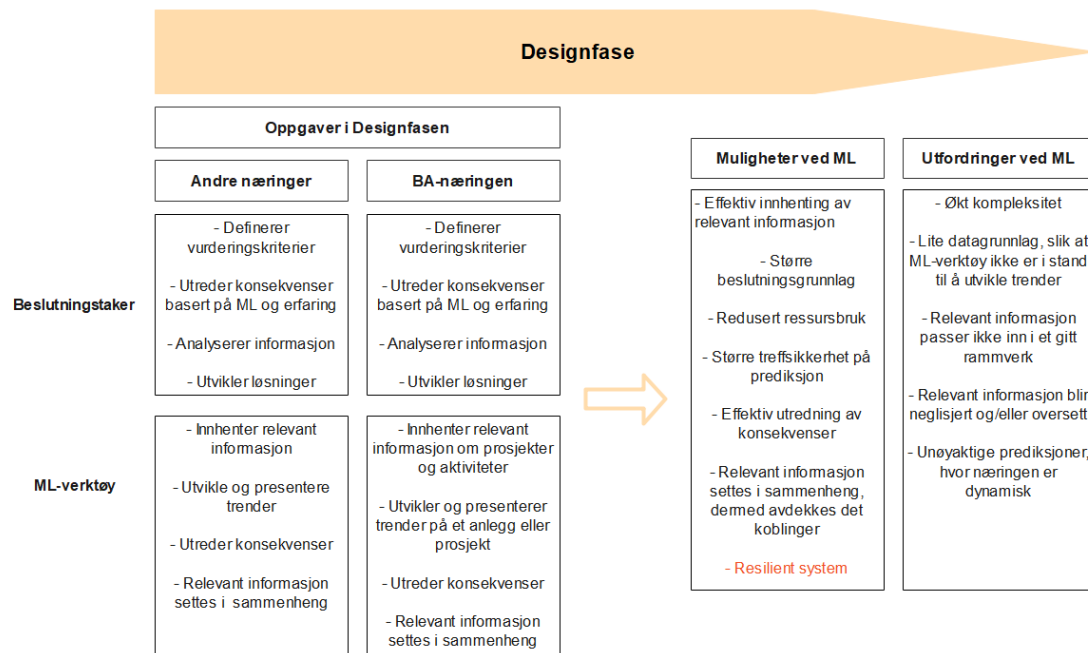 Designfase
Oppgaver i Designfasen
Andre næringer
BA-næringen
Muligheter ved ML
Utfordringer ved ML
Beslutningstaker
- Definerer
vurderingskriterier
- Utreder konsekvenser
basert på ML og erfaring
- Analyserer informasjon
- Utvikler løsninger
- Definerer
vurderingskriterier
- Utreder konsekvenser
basert på ML og erfaring
- Analyserer informasjon
- Utvikler løsninger
ML-verktøy
- Innhenter relevant
informasjon
- Utvikle og presentere
trender
- Utreder konsekvenser
- Relevant informasjon
settes i sammenheng
- Innhenter relevant
informasjon om prosjekter
og aktiviteter
- Utvikler og presenterer
trender på et anlegg eller
prosjekt
- Utreder konsekvenser
- Relevant informasjon
settes i sammenheng
- Effektiv innhenting av
relevant informasjon
- Større
beslutningsgrunnlag
- Redusert ressursbruk
- Større treffsikkerhet på
prediksjon
- Effektiv utredning av
konsekvenser
- Relevant informasjon
settes i sammenheng,
dermed avdekkes det
koblinger
- Resilient system
- Økt kompleksitet
- Lite datagrunnlag, slik at
ML-verktøy ikke er i stand
til å utvikle trender
- Relevant informasjon
passer ikke inn i et gitt
rammverk
- Relevant informasjon blir
neglisjert og/eller oversett
- Unøyaktige prediksjoner,
hvor næringen er
dynamisk